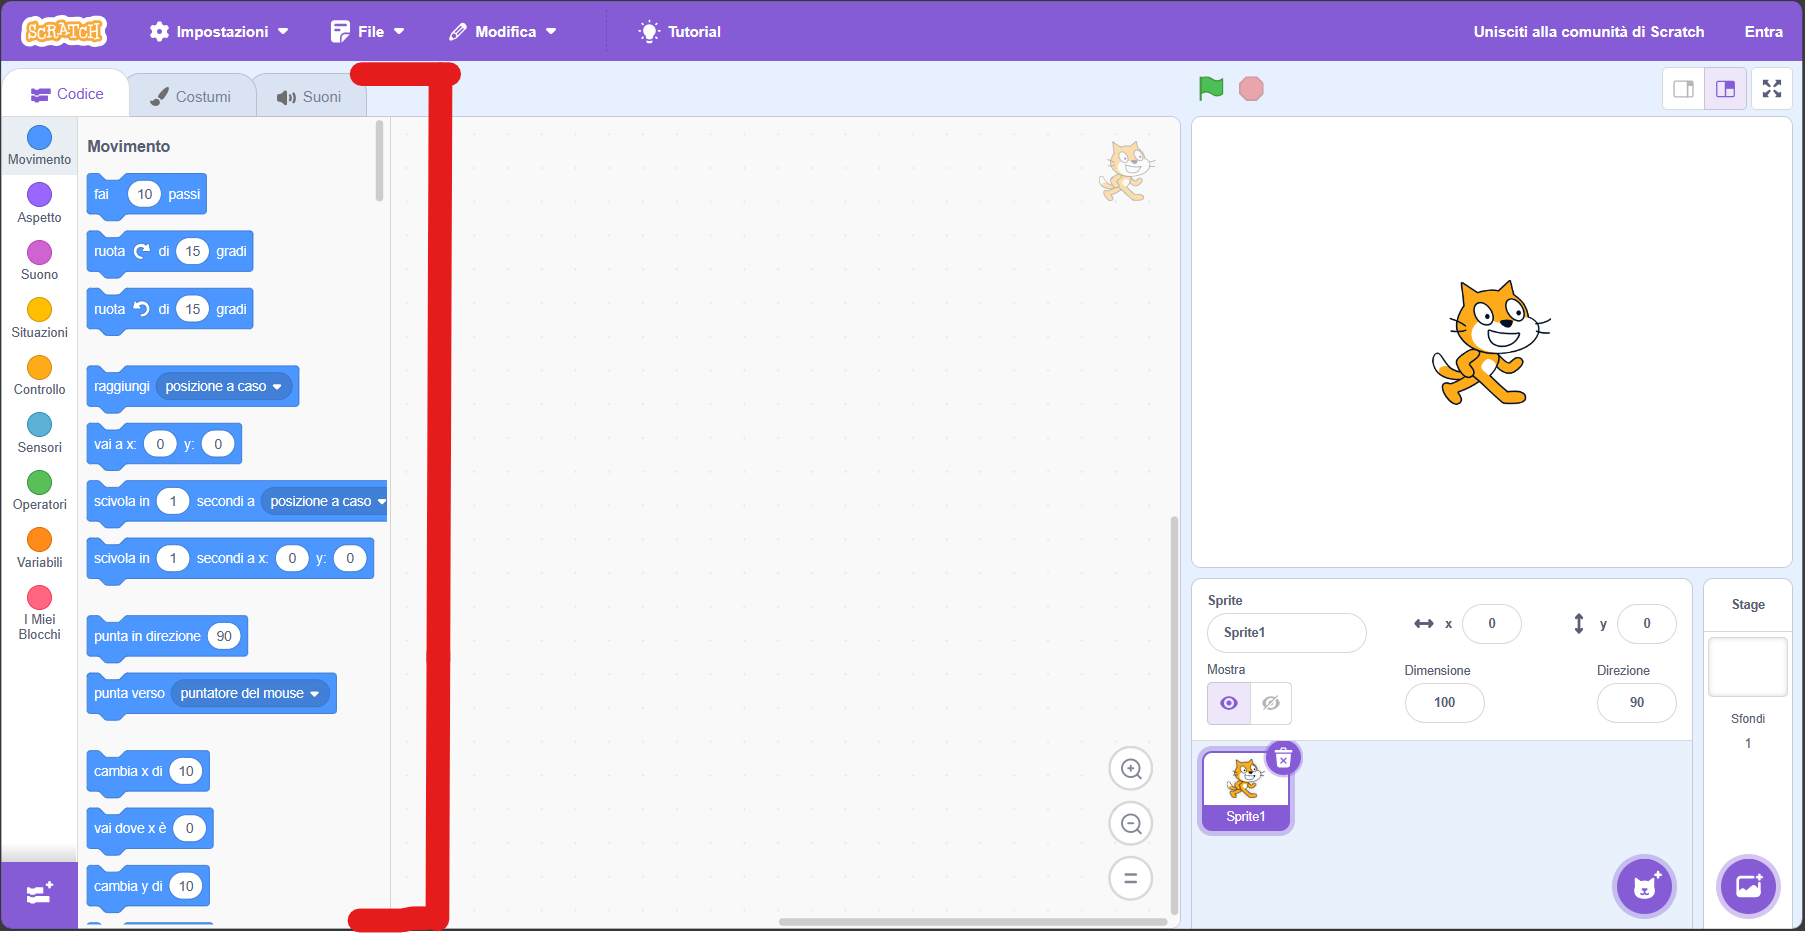 SCRATCH
Impostazioni
File
Modifica
Tutorial
Unisciti alla comunità di Scratch
Entra
Codice
Costumi
Suoni
Movimento
Aspetto
Suono
Situazioni
Controllo
Sensori
Operatori
Variabili
I Miei
Blocchi
Movimento
fai 10 passi
ruota di 15 gradi
ruota di 15 gradi
raggiungi posizione a caso
vai a x: 0 y: 0
scivola in 1 secondi a posizione a caso
scivola in 1 secondi a x: 0 y: 0
punta in direzione 90
punta verso puntatore del mouse
cambia x di 10
vai dove x è 0
cambia y di 10
Sprite
Sprite1
x 0
y 0
Mostra
Dimensione
100
Direzione
90
Sprite1
Stage
Sfondi
1